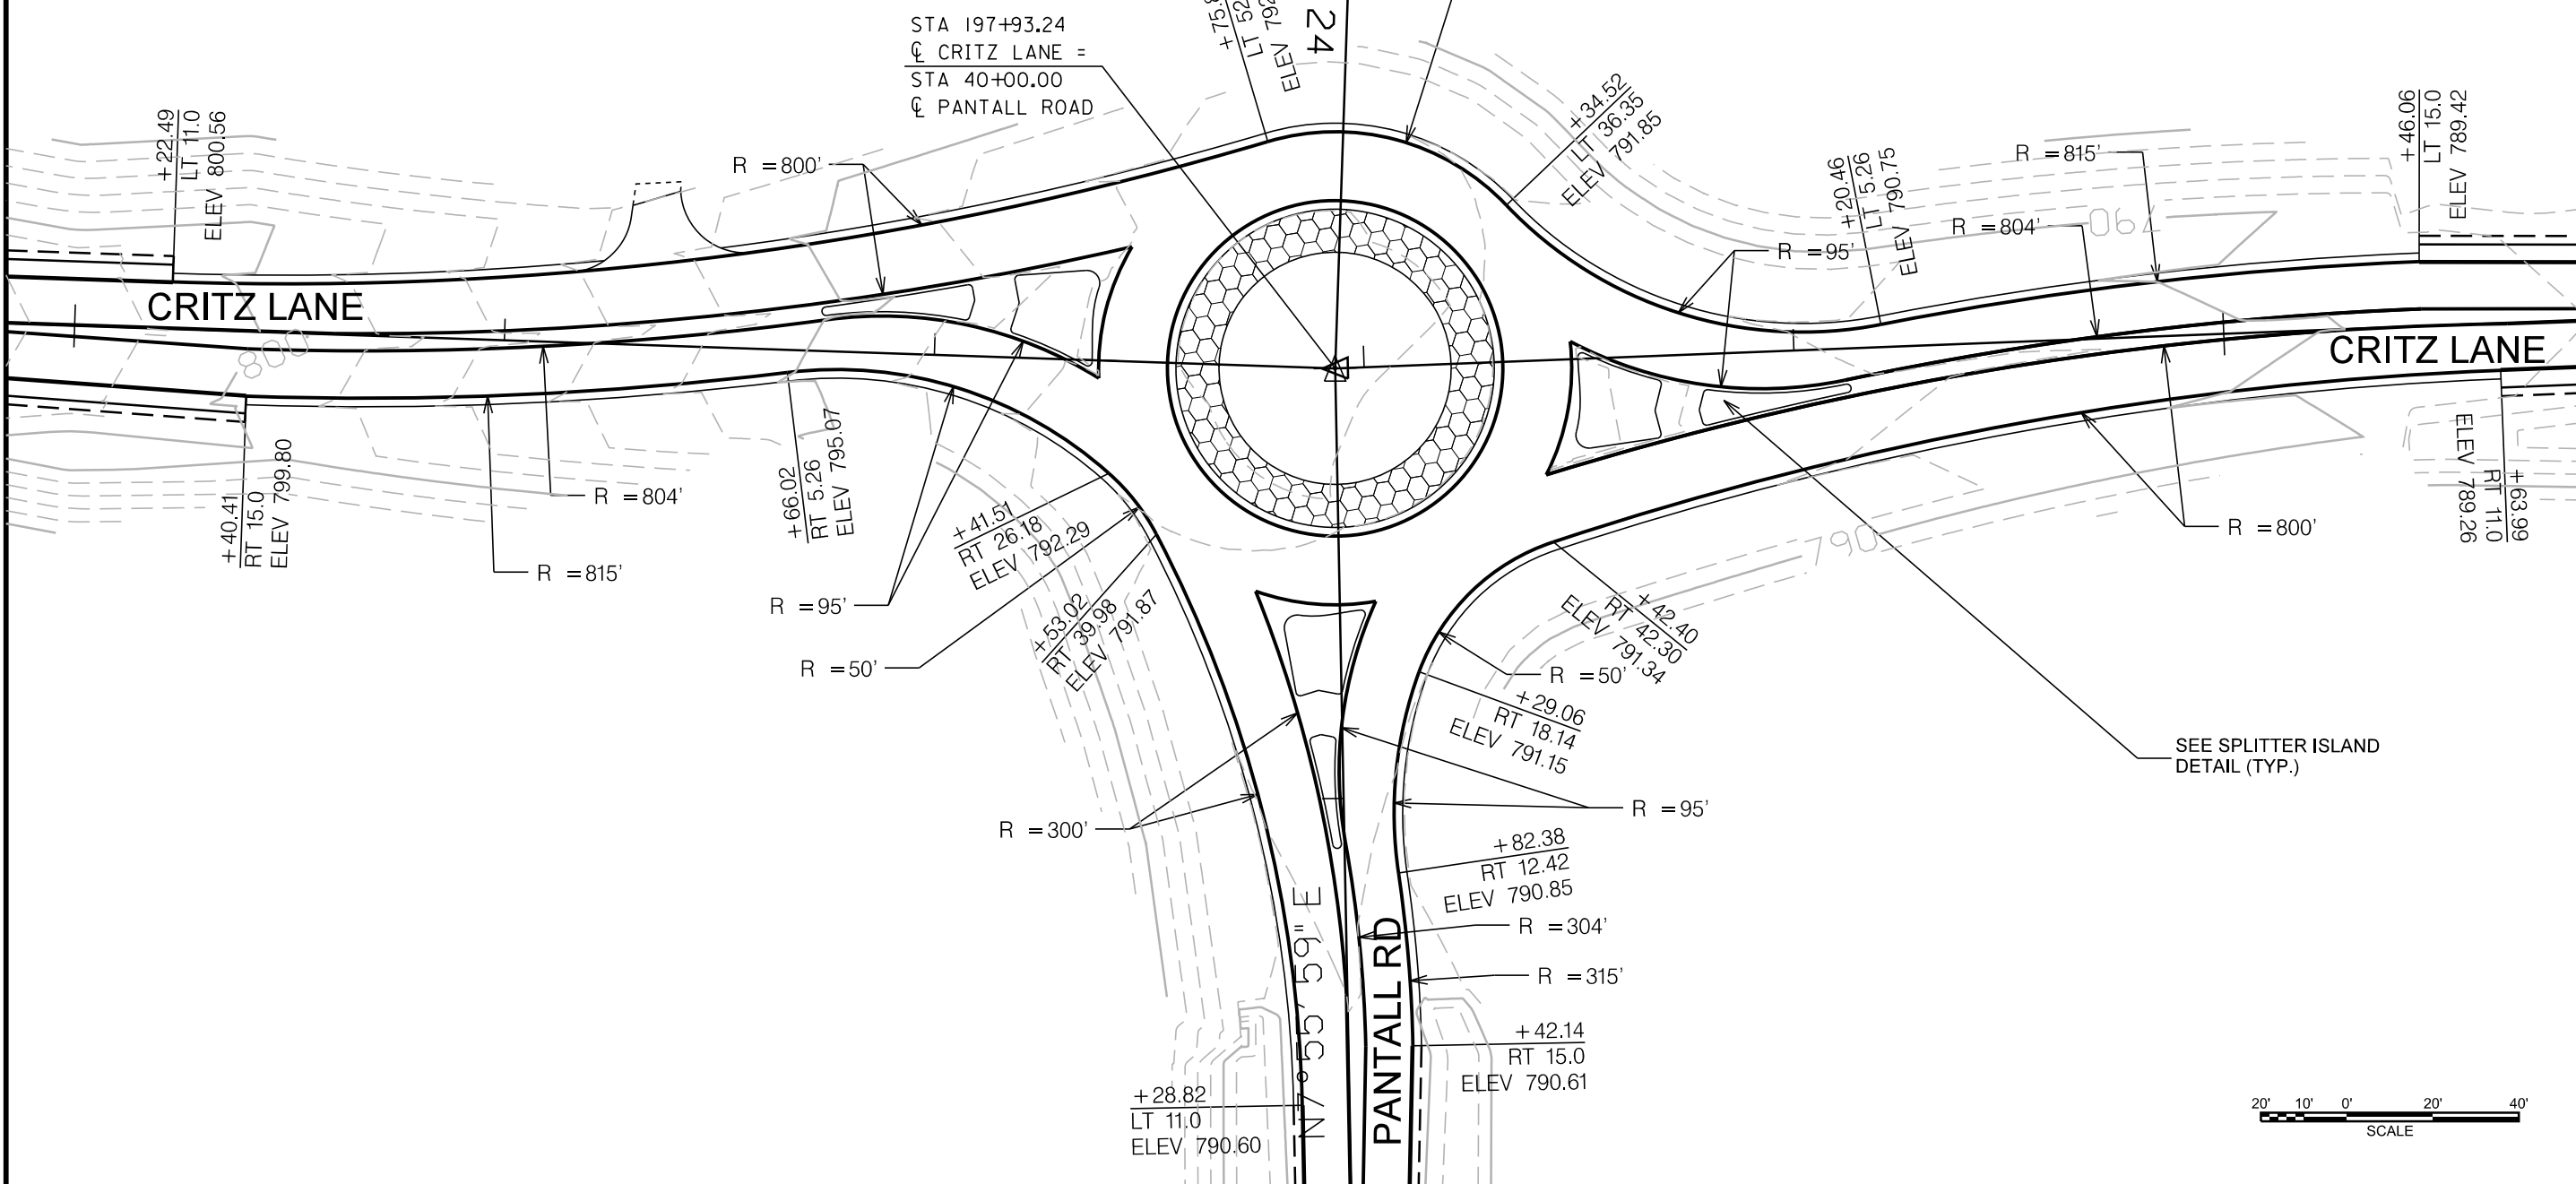 STA 197+93.24
℄ CRITZ LANE =
STA 40+00.00
℄ PANTALL ROAD
LT 52
ELEV 792
24
+34.52
LT 36.35
ELEV 791.85
+22.49
LT 11.0
ELEV 800.56
R =800'
+20.46
LT 5.26
ELEV 790.75
R =815'
R =804'
R =95'
+46.06
LT 15.0
ELEV 789.42
790
CRITZ LANE
800
CRITZ LANE
+40.41
RT 15.0
ELEV 799.80
R =804'
R =815'
+66.02
RT 5.26
ELEV 795.07
R =95'
+41.51
RT 26.18
ELEV 792.29
+53.02
RT 39.98
ELEV 791.87
R =50'
+63.99
RT 11.0
ELEV 789.26
R =800'
790
+42.40
RT 42.30
ELEV 791.34
R =50'
+29.06
RT 18.14
ELEV 791.15
SEE SPLITTER ISLAND
DETAIL (TYP.)
R =300'
R =95'
+82.38
RT 12.42
ELEV 790.85
R =304'
R =315'
N7°55'59"E
PANTALL RD
+42.14
RT 15.0
ELEV 790.61
+28.82
LT 11.0
ELEV 790.60
20' 10' 0' 20' 40'
SCALE